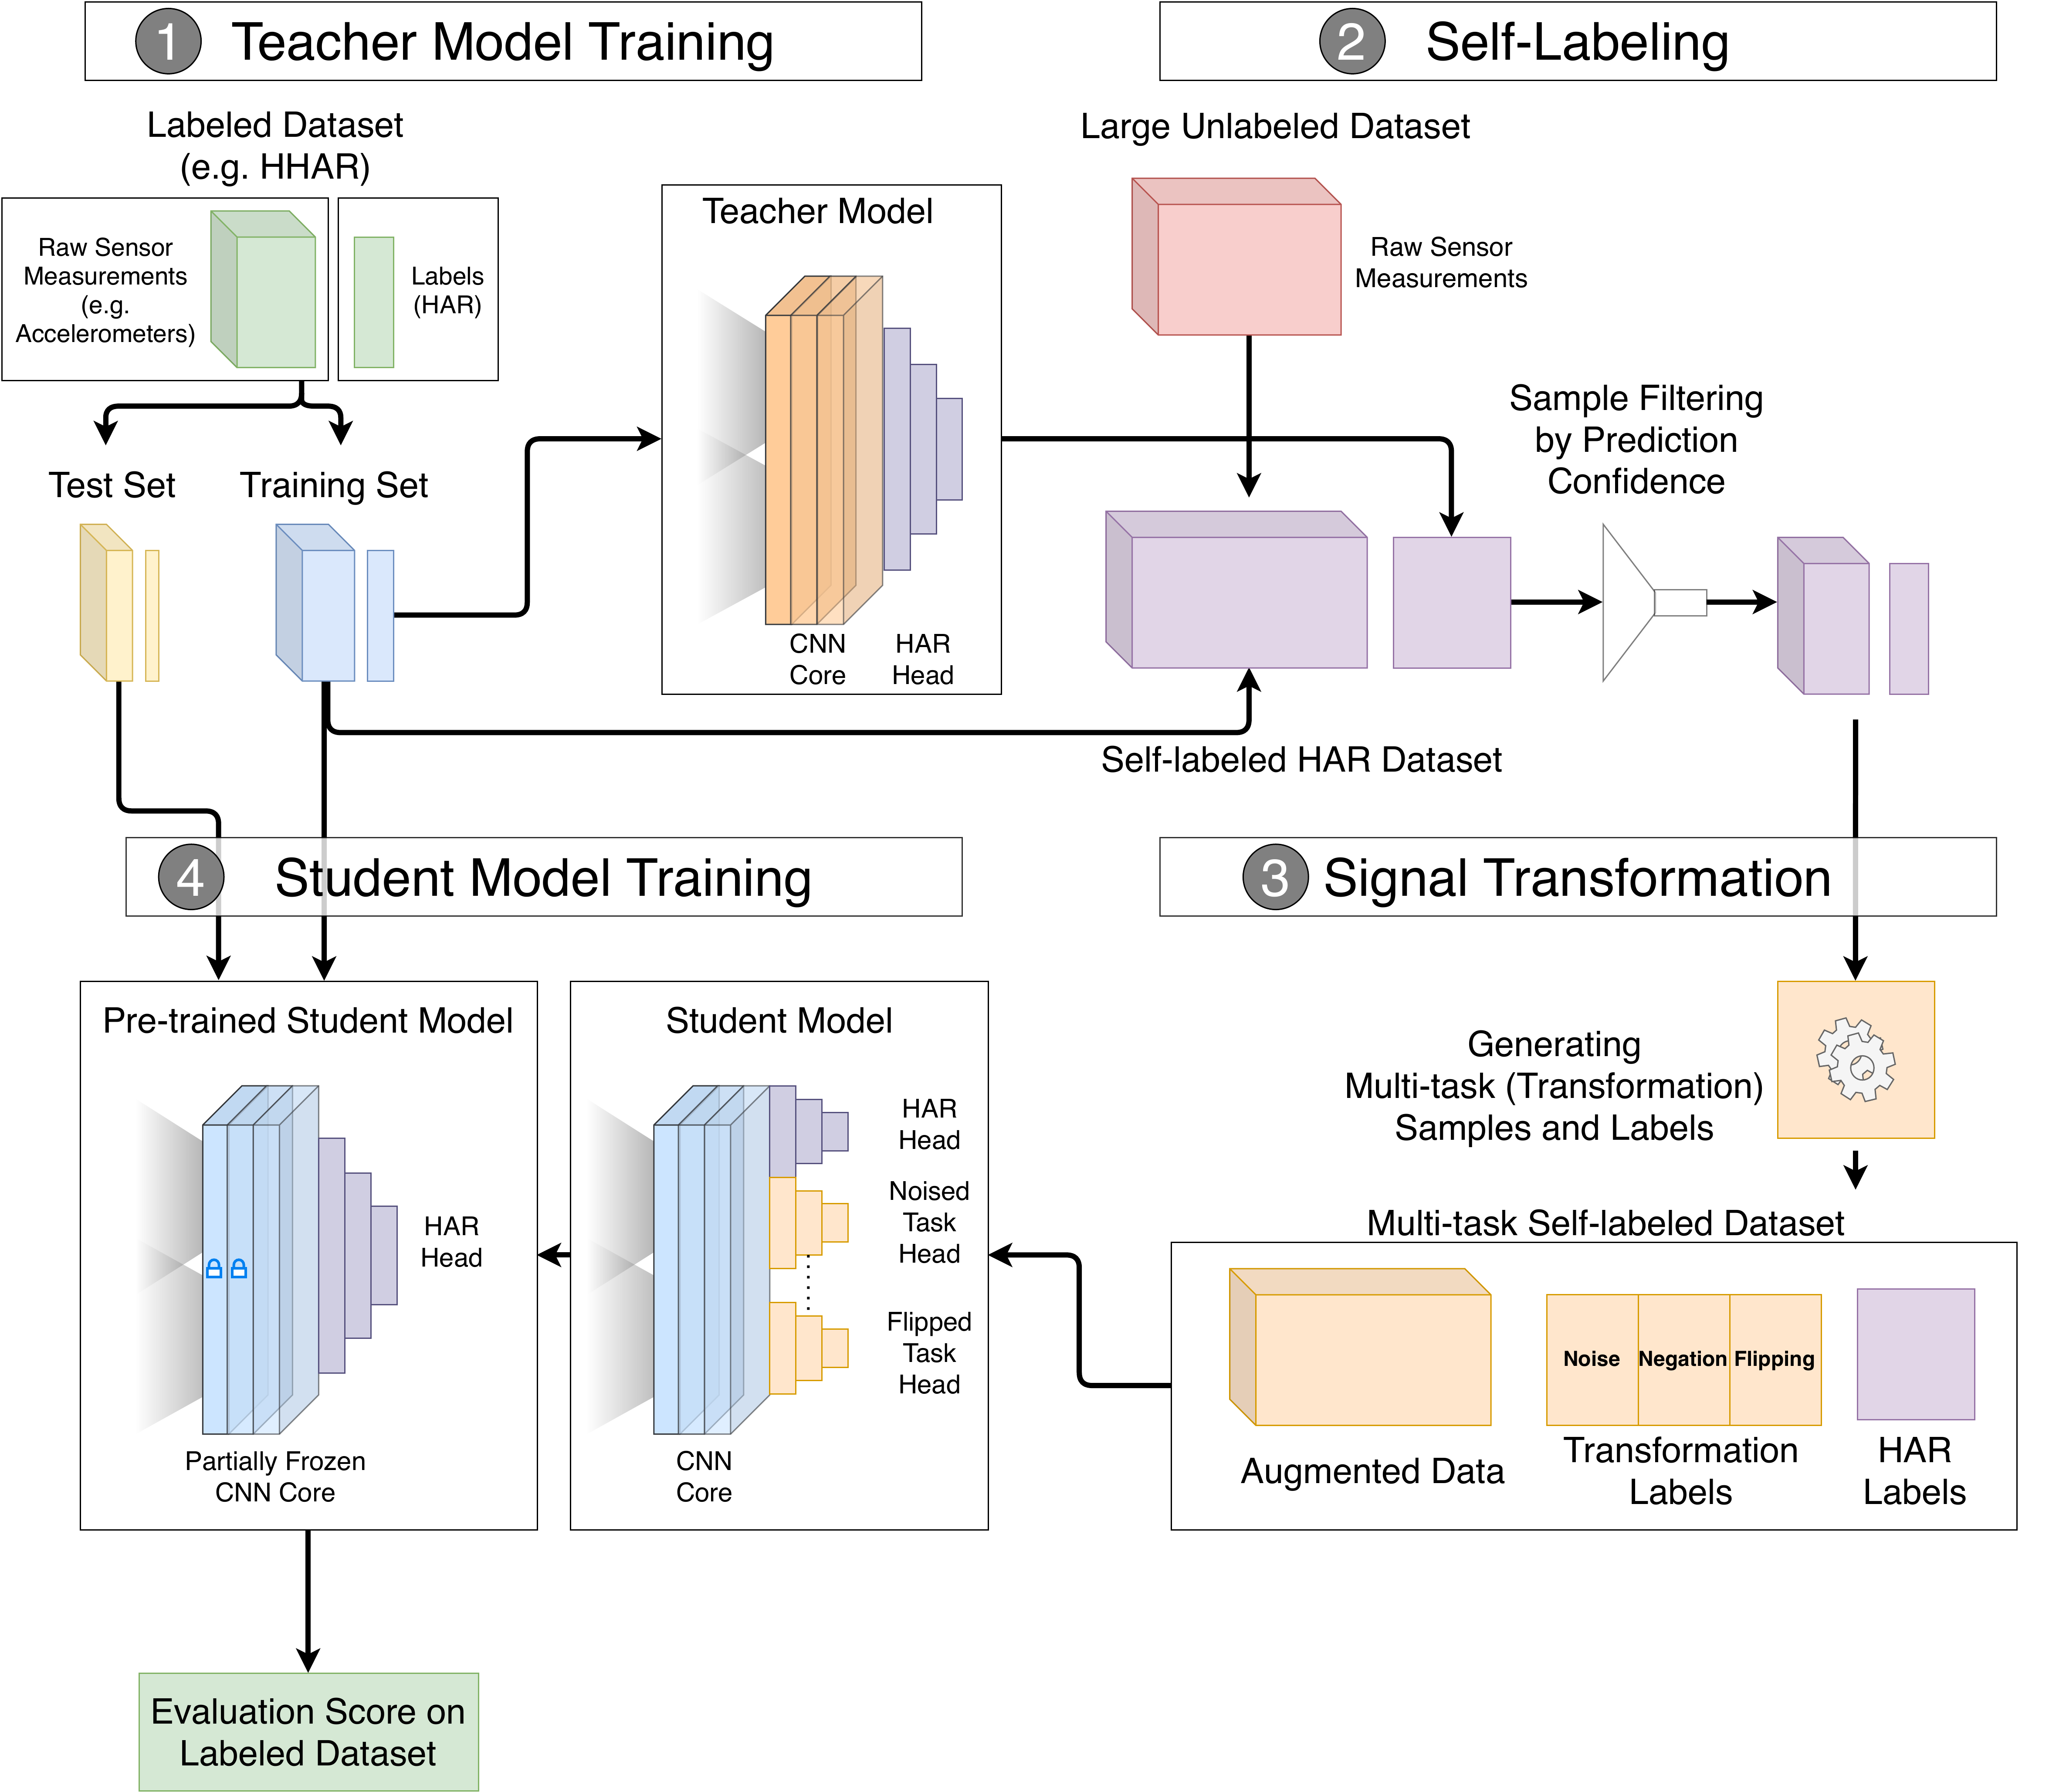 1 Teacher Model Training
2 Self-Labeling
Labeled Dataset
(e.g. HHAR)
Raw Sensor
Measurements
(e.g.
Accelerometers)
Labels
(HAR)
Test Set
Training Set
Teacher Model
CNN
Core
HAR
Head
Large Unlabeled Dataset
Raw Sensor
Measurements
Sample Filtering
by Prediction
Confidence
Self-labeled HAR Dataset
4 Student Model Training
3 Signal Transformation
Pre-trained Student Model
HAR
Head
Partially Frozen
CNN Core
Student Model
HAR
Head
Noised
Task
Head
Flipped
Task
Head
CNN
Core
Generating
Multi-task (Transformation)
Samples and Labels
Multi-task Self-labeled Dataset
Noise Negation Flipping
Augmented Data
Transformation
Labels
HAR
Labels
Evaluation Score on
Labeled Dataset